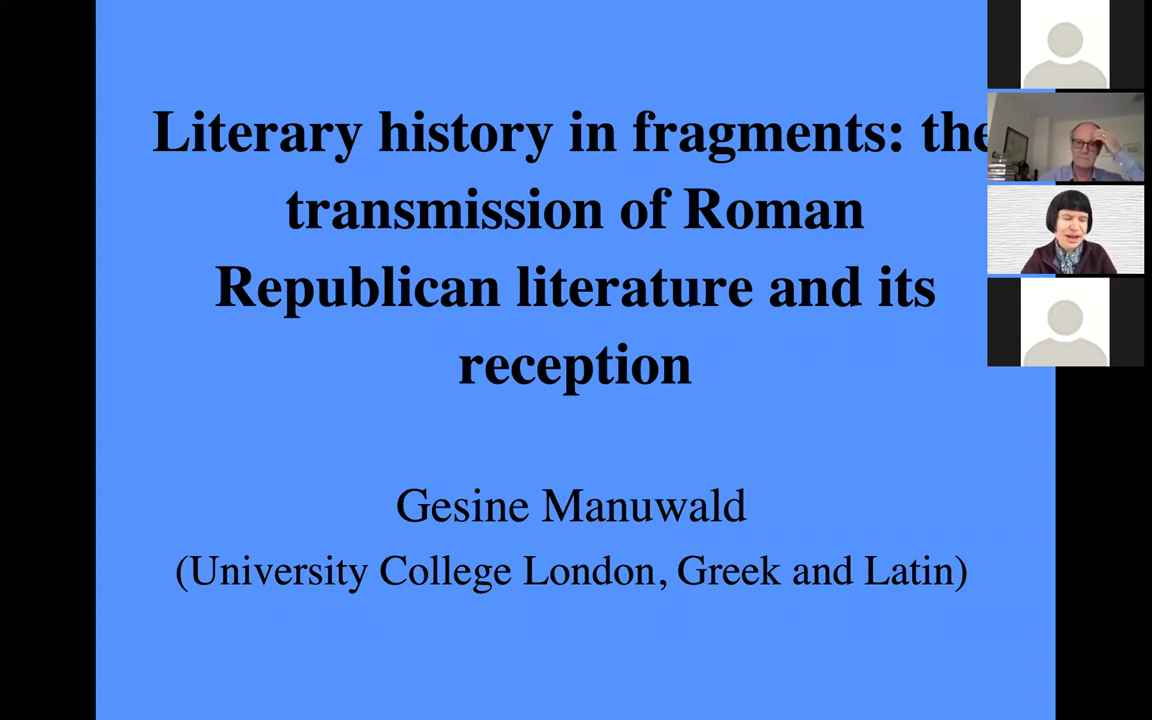 Literary history in fragments: the
transmission of Roman
Republican literature and its
reception
Gesine Manuwald
(University College London, Greek and Latin)